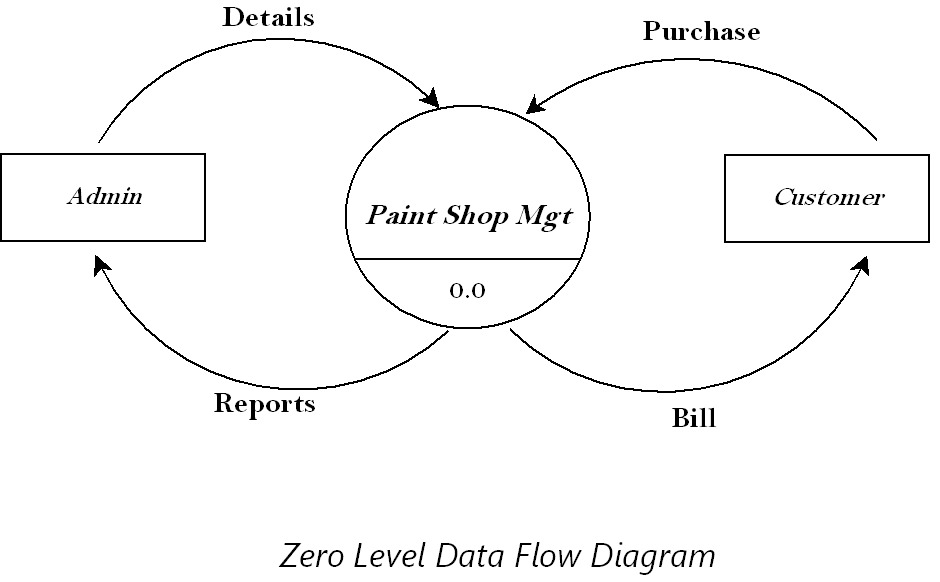 Details
Purchase
Admin
Paint Shop Mgt
Customer
0.0
Reports
Bill
Zero Level Data Flow Diagram